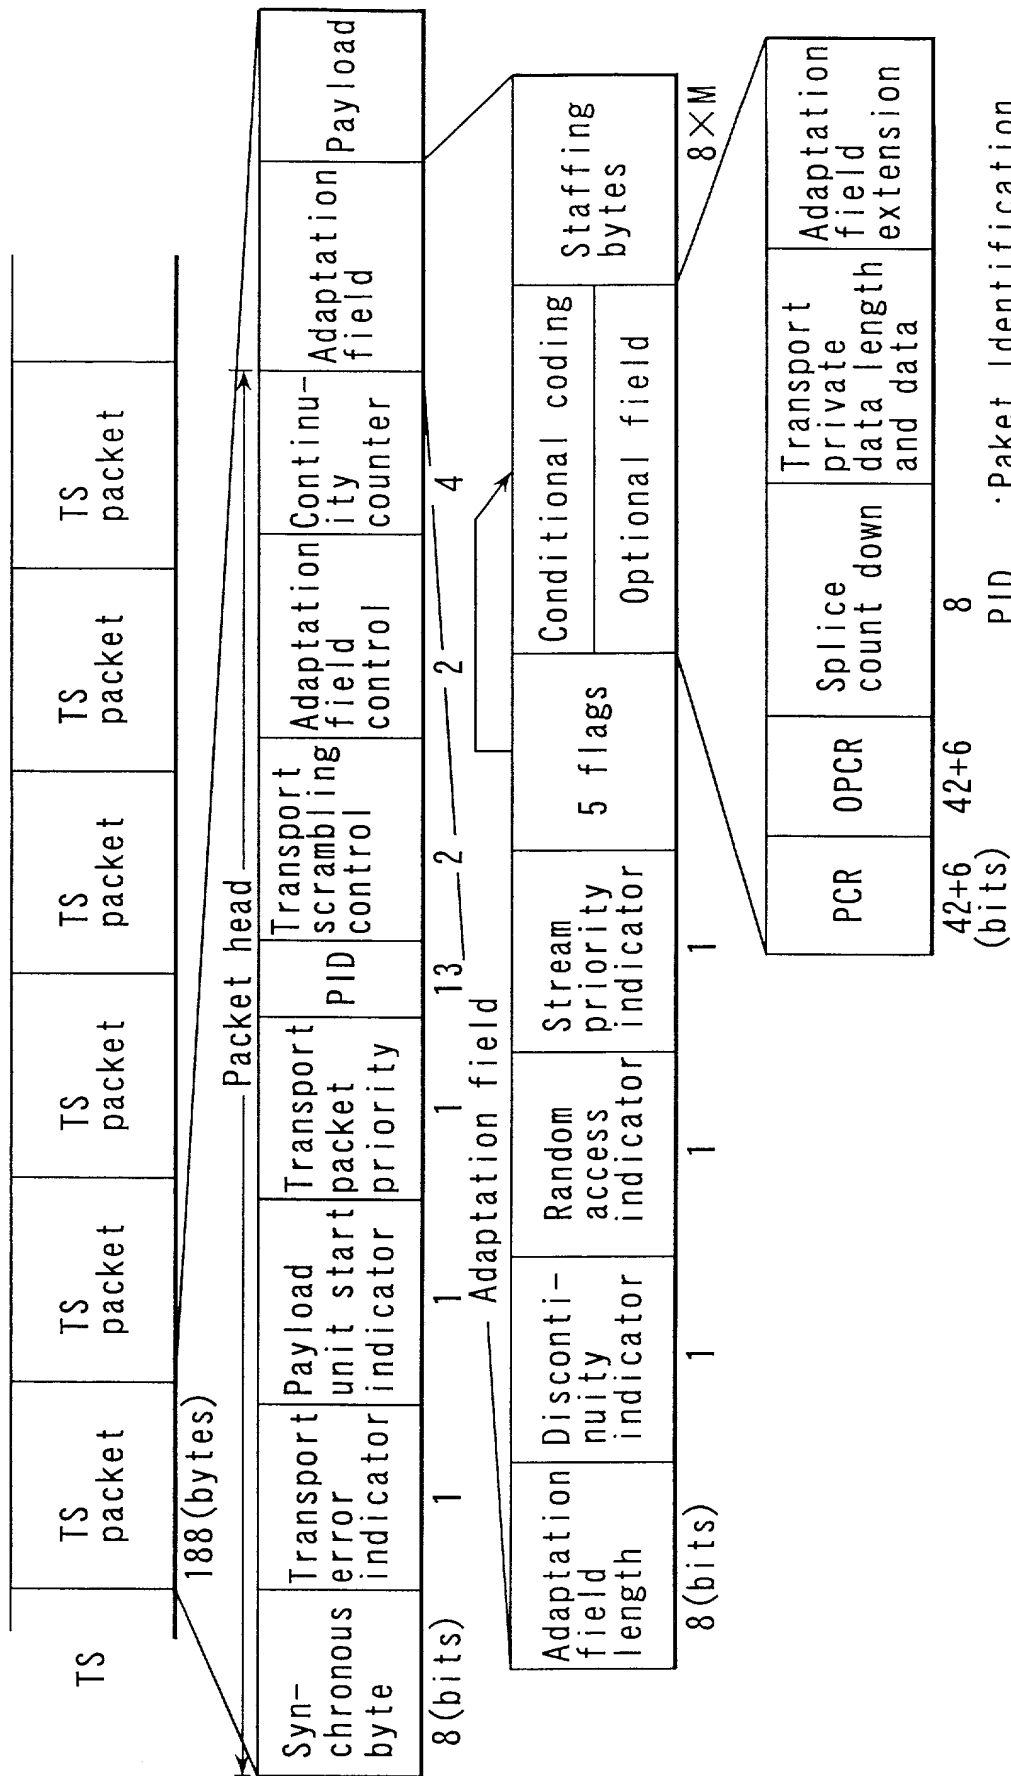 TS
TS
packet
TS
packet
TS
packet
TS
packet
TS
packet
TS
packet
188(bytes)
Packet head
Syn-
chronous
byte
Transport
error
indicator
Payload
unit start
indicator
Transport
packet
priority
PID
Transport
scrambling
control
Adaptation
field
control
Continu-
ity
counter
Adaptation
field
Payload
8(bits)
1
1
1
13
2
2
4
Adaptation field
Adaptation
field
length
Disconti-
nuity
indicator
Random
access
indicator
Stream
priority
indicator
5 flags
Conditional coding
Optional field
Staffing
bytes
8(bits)
1
1
1
8×M
PCR
OPCR
Splice
count down
Transport
private
data length
and data
Adaptation
field
extension
42+6
(bits)
42+6
8
PID ·Paket Identification